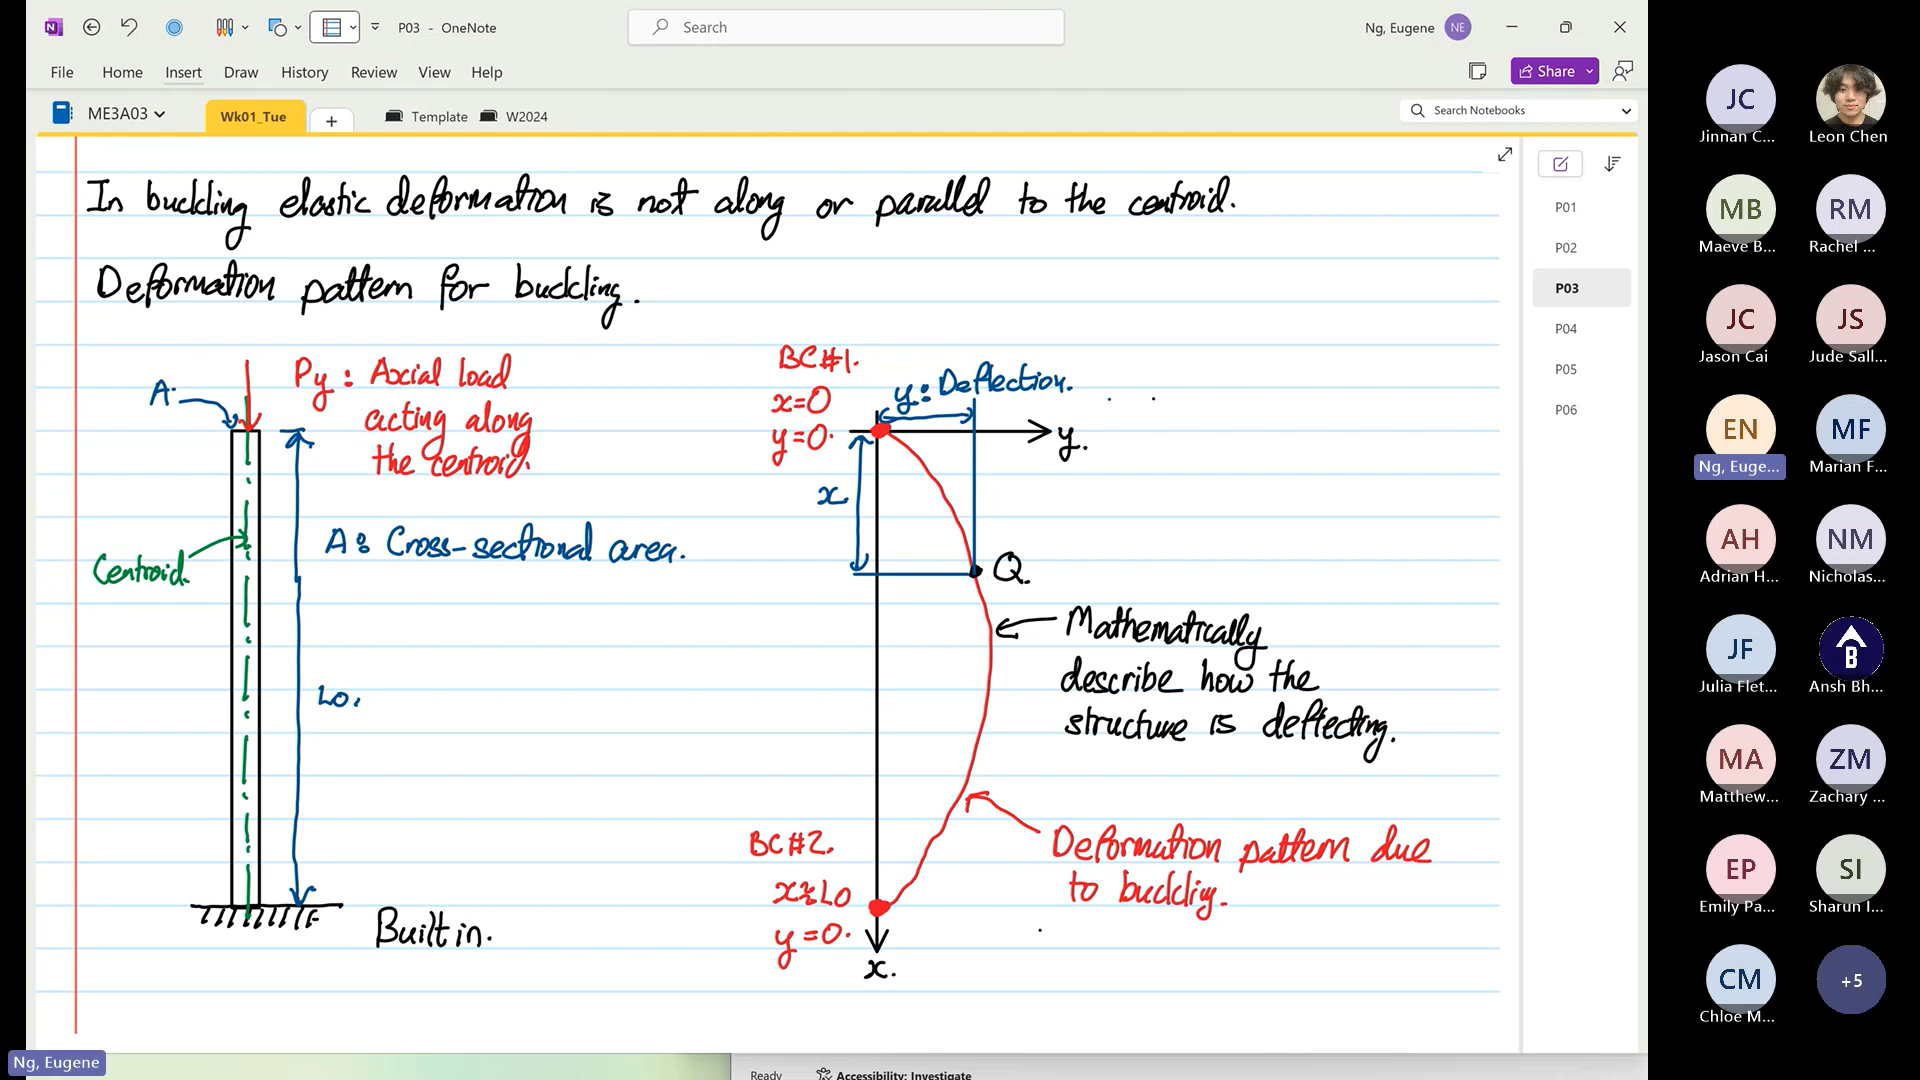 P03 - OneNote
Search
Ng, Eugene
NE
File
Home
Insert
Draw
History
Review
View
Help
Share
ME3A03
Wk01_Tue
+
Template
W2024
Search Notebooks
In buckling elastic deformation is not along or parallel to the centroid.
Deformation pattern for buckling.
A.
Py : Axial load
acting along
the centroid.
Centroid.
A: Cross-sectional area.
Lo.
Built in.
BC#1.
x=0
y=0.
y: Deflection.
y.
x
Q.
Mathematically
describe how the
structure is deflecting.
BC#2.
x≈Lo
y=0.
x.
Deformation pattern due
to buckling.
P01
P02
P03
P04
P05
P06
JC
Jinnan C...
Leon Chen
MB
Maeve B...
RM
Rachel ...
JC
Jason Cai
JS
Jude Sall...
EN
Ng, Euge...
MF
Marian F...
AH
Adrian H...
NM
Nicholas...
JF
Julia Flet...
B
Ansh Bh...
MA
Matthew...
ZM
Zachary ...
EP
Emily Pa...
SI
Sharun I...
CM
Chloe M...
+5
Ng, Eugene
Ready
Accessibility: Investigate